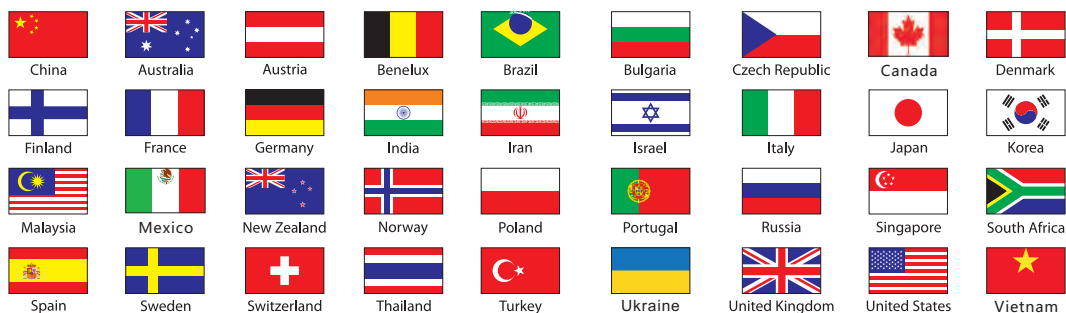 China Australia Austria Benelux Brazil Bulgaria Czech Republic Canada Denmark
Finland France Germany India Iran Israel Italy Japan Korea
Malaysia Mexico New Zealand Norway Poland Portugal Russia Singapore South Africa
Spain Sweden Switzerland Thailand Turkey Ukraine United Kingdom United States Vietnam